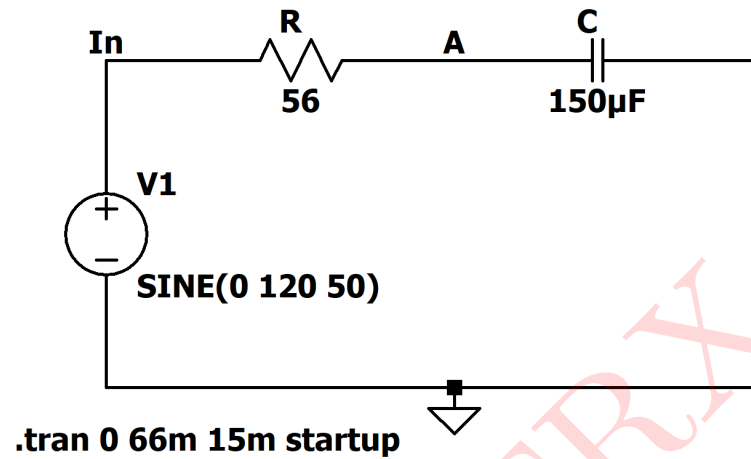 In
R
A
C
56
150µF
V1
+
−
SINE(0 120 50)
.tran 0 66m 15m startup